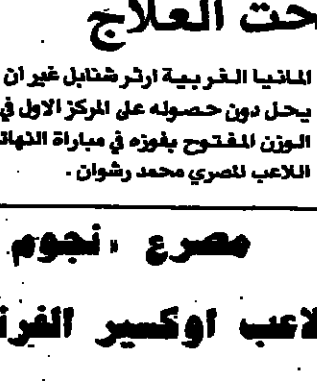 حت العلاج
المانيا الغربية ارثر شنابل غير ان
يحل دون حصوله على المركز الاول في
الوزن المفتوح بفوزه في مباراة النهائ
اللاعب المصري محمد رشوان .
مصرع « نجوم
لاعب اوكسير الفرن